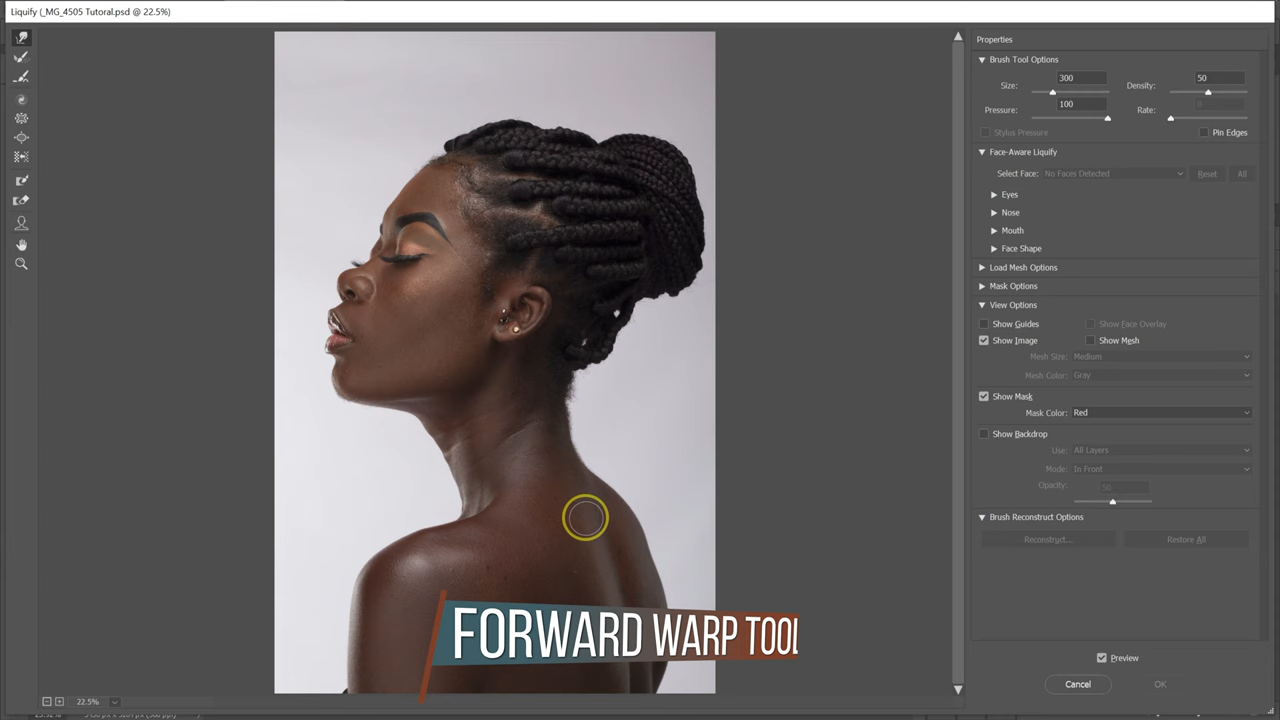 Liquify (_MG_4505 Tutoral.psd @ 22.5%)
Properties
Brush Tool Options
Size: 300 Density: 50
Pressure: 100 Rate: 0
Stylus Pressure Pin Edges
Face-Aware Liquify
Select Face: No Faces Detected Reset All
Eyes
Nose
Mouth
Face Shape
Load Mesh Options
Mask Options
View Options
Show Guides Show Face Overlay
Show Image Show Mesh
Mesh Size: Medium
Mesh Color: Gray
Show Mask
Mask Color: Red
Show Backdrop
Use: All Layers
Mode: In Front
Opacity: 50
Brush Reconstruct Options
Reconstruct... Restore All
FORWARD WARP TOOL
Preview
Cancel OK
22.5%